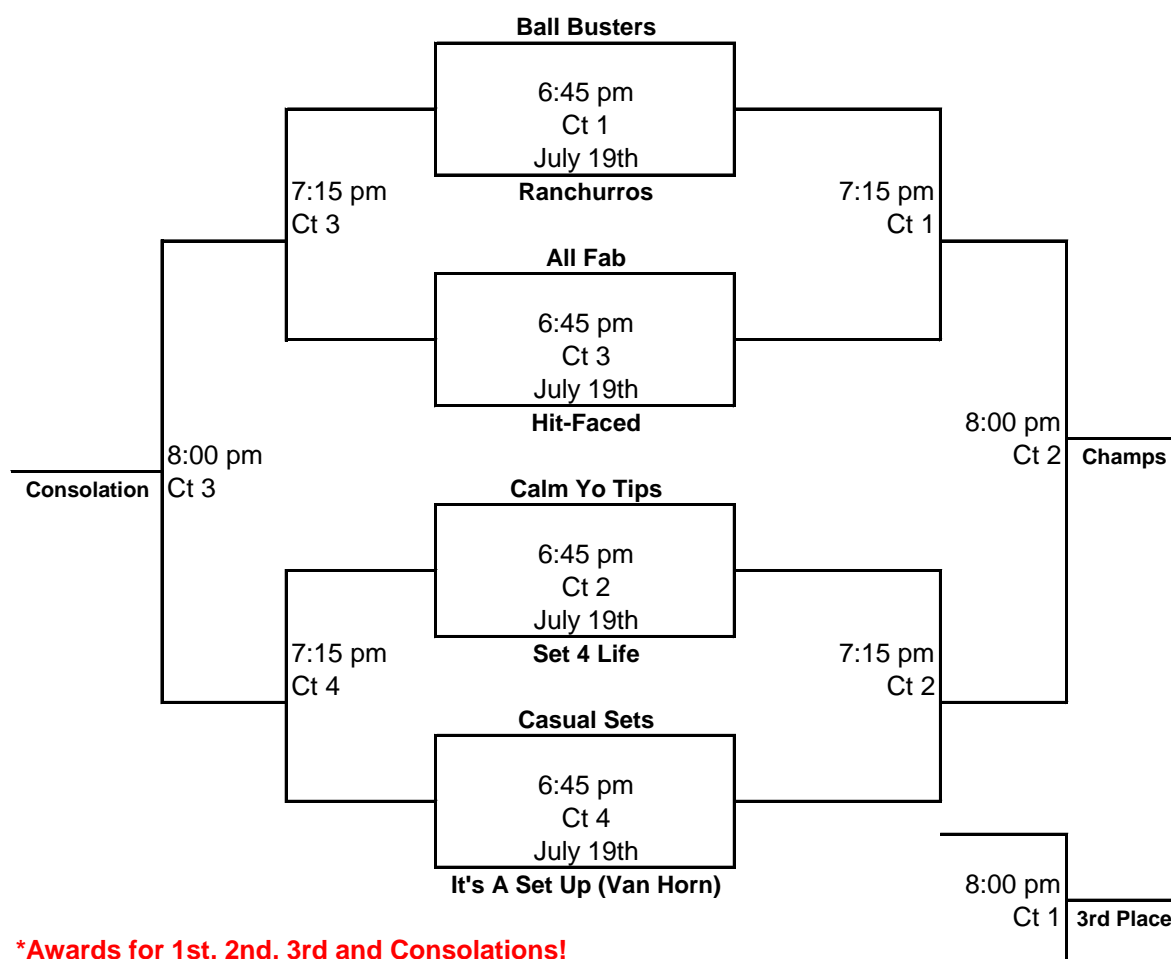 Ball Busters
6:45 pm
Ct 1
July 19th
Ranchurros
7:15 pm
Ct 3
7:15 pm
Ct 1
All Fab
6:45 pm
Ct 3
July 19th
Hit-Faced
8:00 pm
Ct 3
Consolation
8:00 pm
Ct 2
Champs
Calm Yo Tips
6:45 pm
Ct 2
July 19th
Set 4 Life
7:15 pm
Ct 4
7:15 pm
Ct 2
Casual Sets
6:45 pm
Ct 4
July 19th
It's A Set Up (Van Horn)
8:00 pm
Ct 1
3rd Place
*Awards for 1st, 2nd, 3rd and Consolations!